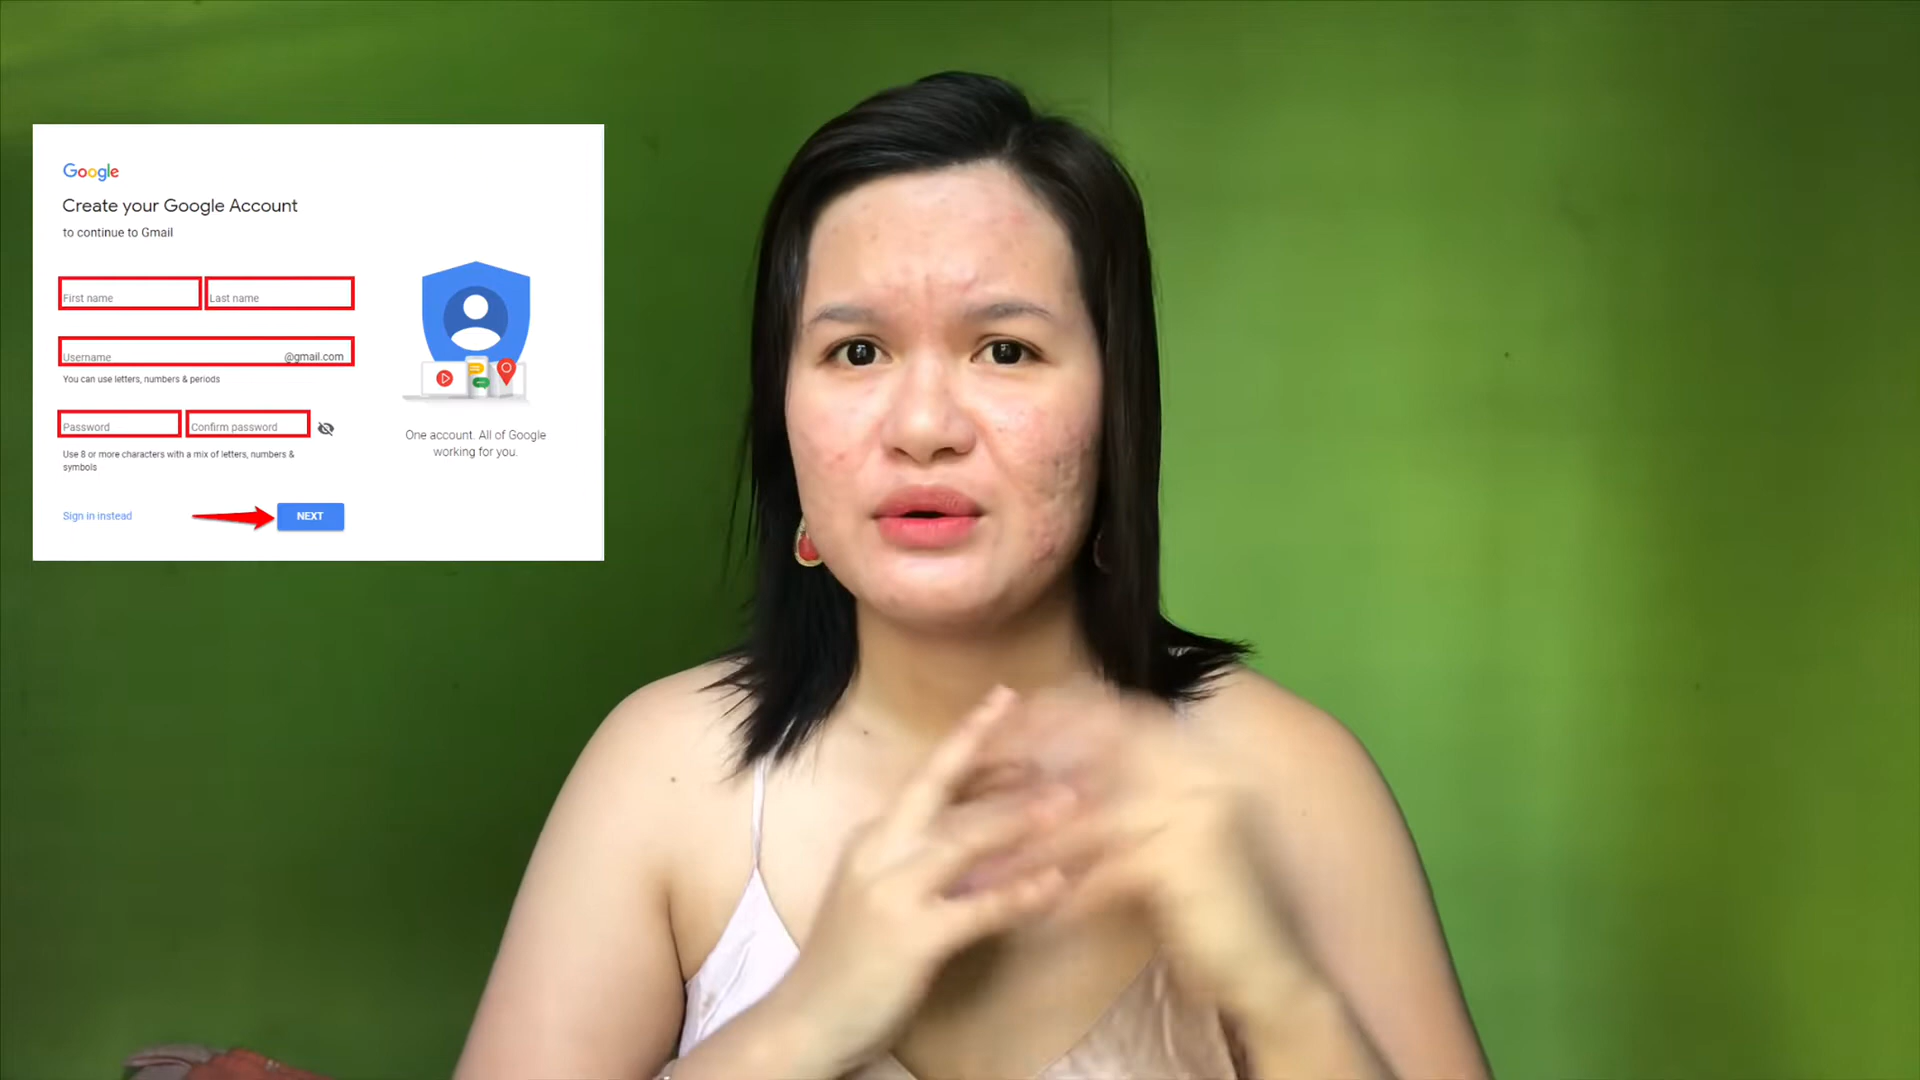 Google
Create your Google Account
to continue to Gmail
First name
Last name
Username
@gmail.com
You can use letters, numbers & periods
Password
Confirm password
Use 8 or more characters with a mix of letters, numbers &
symbols
Sign in instead
NEXT
One account. All of Google
working for you.